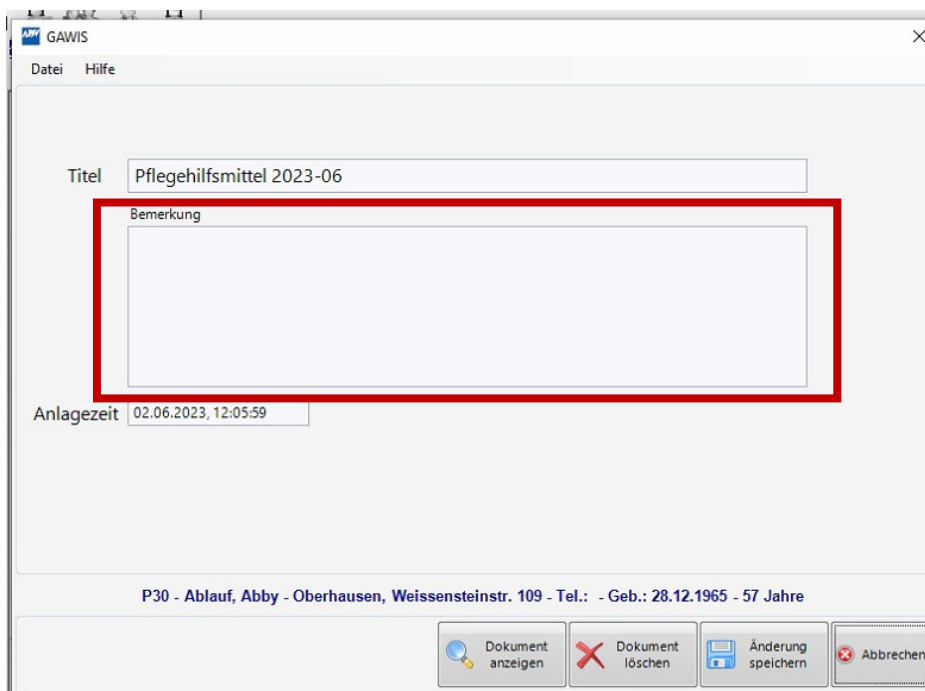 GAWIS
Datei Hilfe
Titel Pflegehilfsmittel 2023-06
Bemerkung
Anlagezeit 02.06.2023, 12:05:59
P30 - Ablauf, Abby - Oberhausen, Weissensteinstr. 109 - Tel.: - Geb.: 28.12.1965 - 57 Jahre
Dokument anzeigen
Dokument löschen
Änderung speichern
Abbrechen